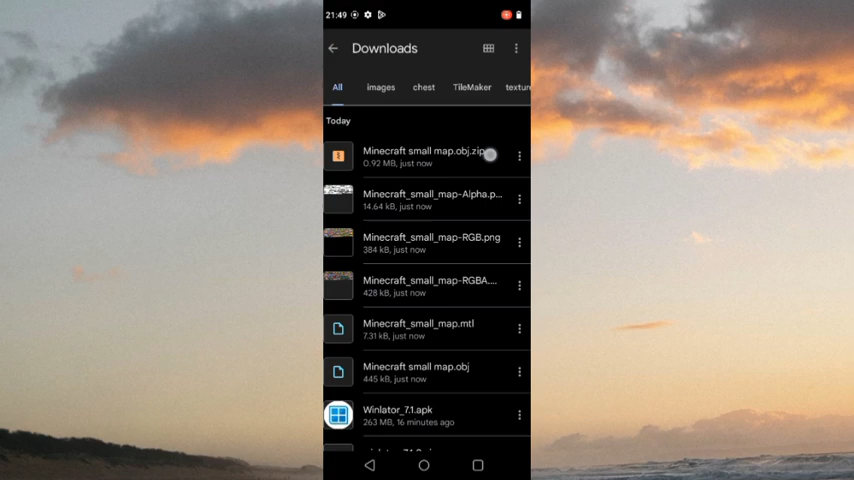 21:49
Downloads
All images chest TileMaker textur
Today
Minecraft small map.obj.zip
0.92 MB, just now
Minecraft_small_map-Alpha.p...
14.64 kB, just now
Minecraft_small_map-RGB.png
384 kB, just now
Minecraft_small_map-RGBA....
428 kB, just now
Minecraft_small_map.mtl
7.31 kB, just now
Minecraft small map.obj
445 kB, just now
Winlator_7.1.apk
263 MB, 16 minutes ago